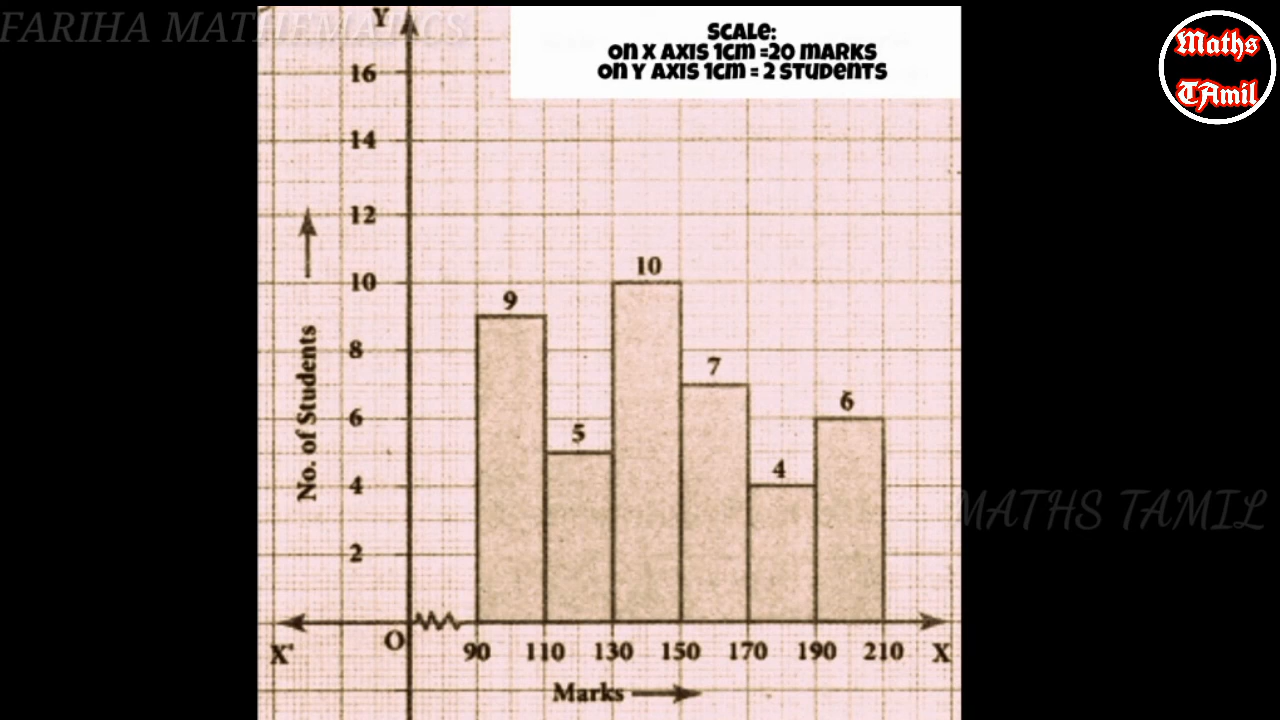 FARIHA MATHEMATICS
SCALE:
ON X AXIS 1CM =20 MARKS
ON Y AXIS 1CM = 2 STUDENTS
Maths
TAmil
Y
16
14
12
10
8
6
4
2
No. of Students
9
5
10
7
4
6
MATHS TAMIL
X'
O
90 110 130 150 170 190 210 X
Marks